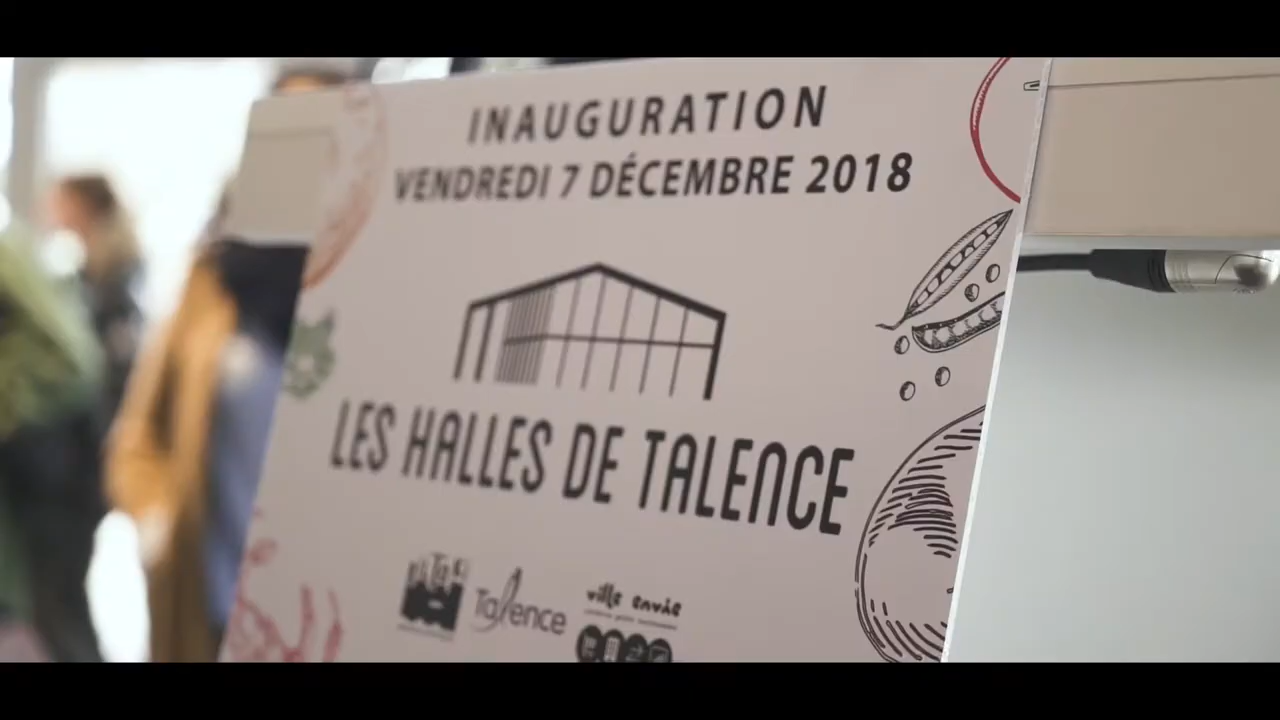 INAUGURATION
VENDREDI 7 DÉCEMBRE 2018
LES HALLES DE TALENCE
Talence
ville envie